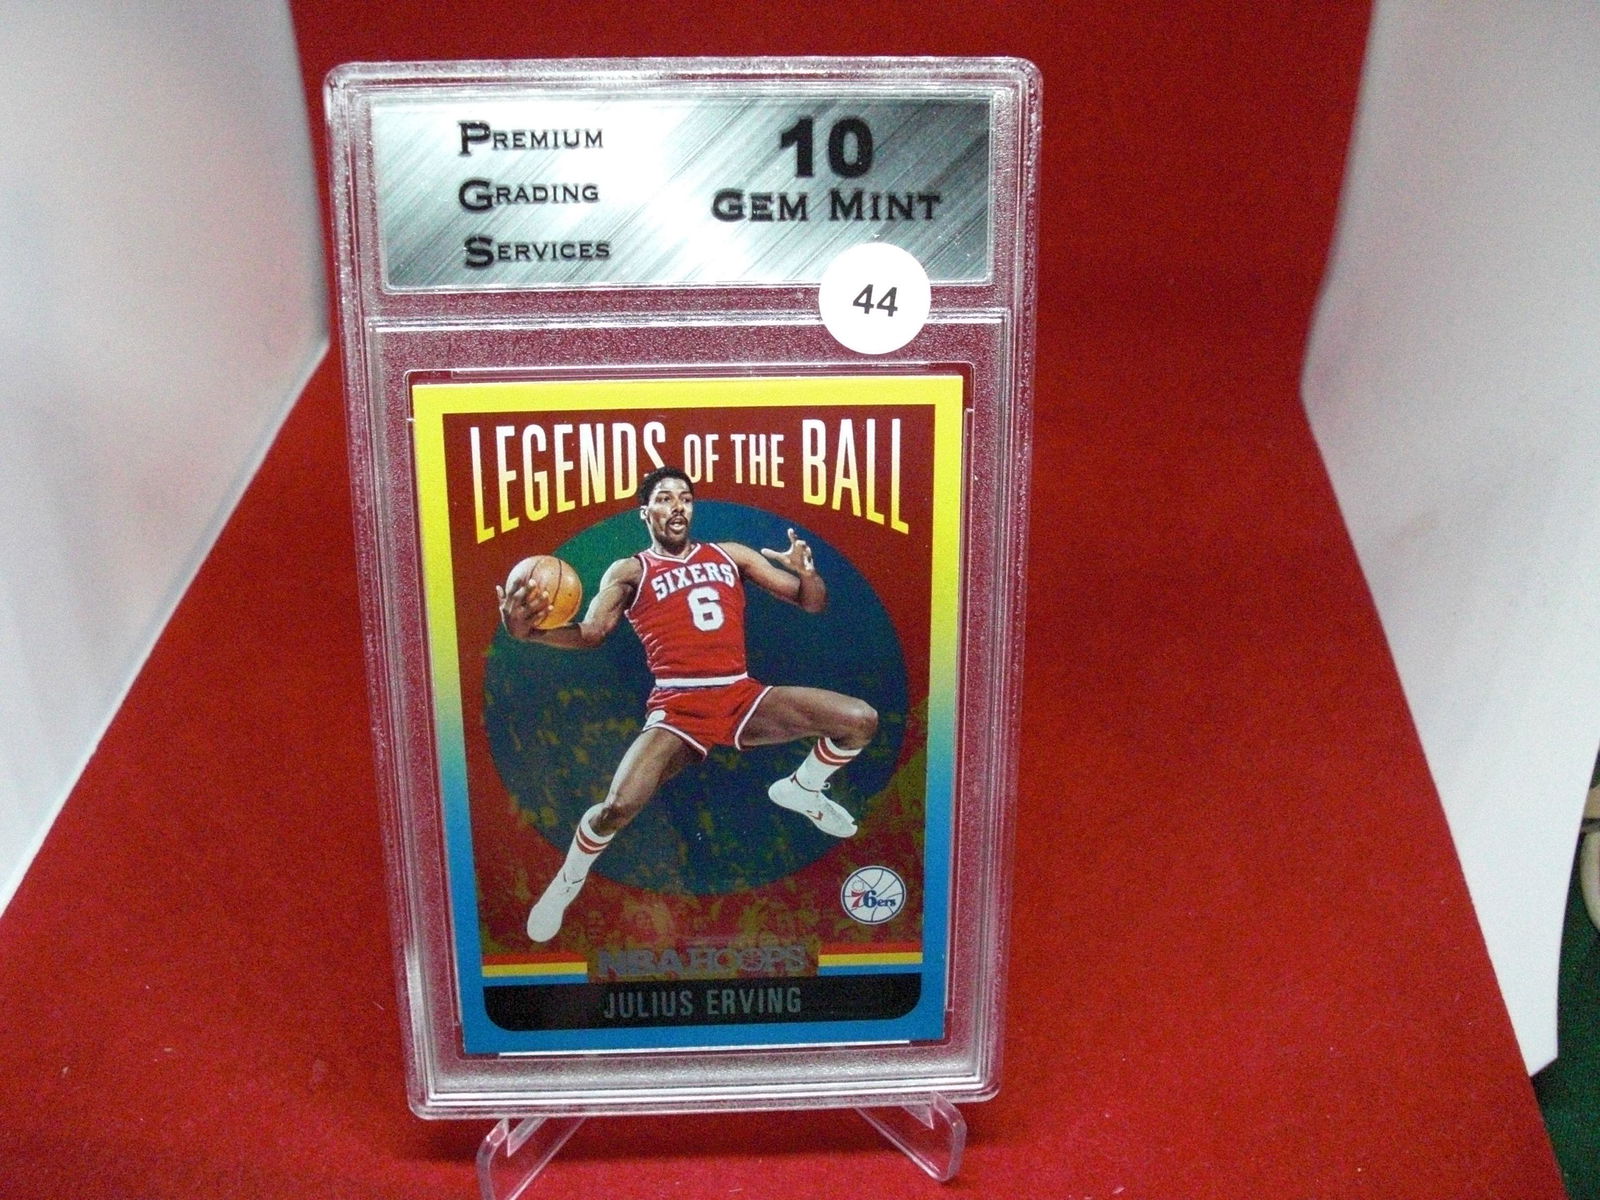 PREMIUM
GRADING
SERVICES
10
GEM MINT
44
LEGENDS OF THE BALL
SIXERS
6
76ers
NBA HOOPS
JULIUS ERVING